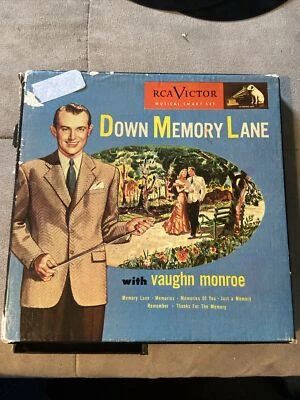 RCA VICTOR
MUSICAL SMART SET
DOWN MEMORY LANE
with vaughn monroe
Memory Lane · Memories · Memories Of You · Just a Memory
Remember · Thanks For The Memory